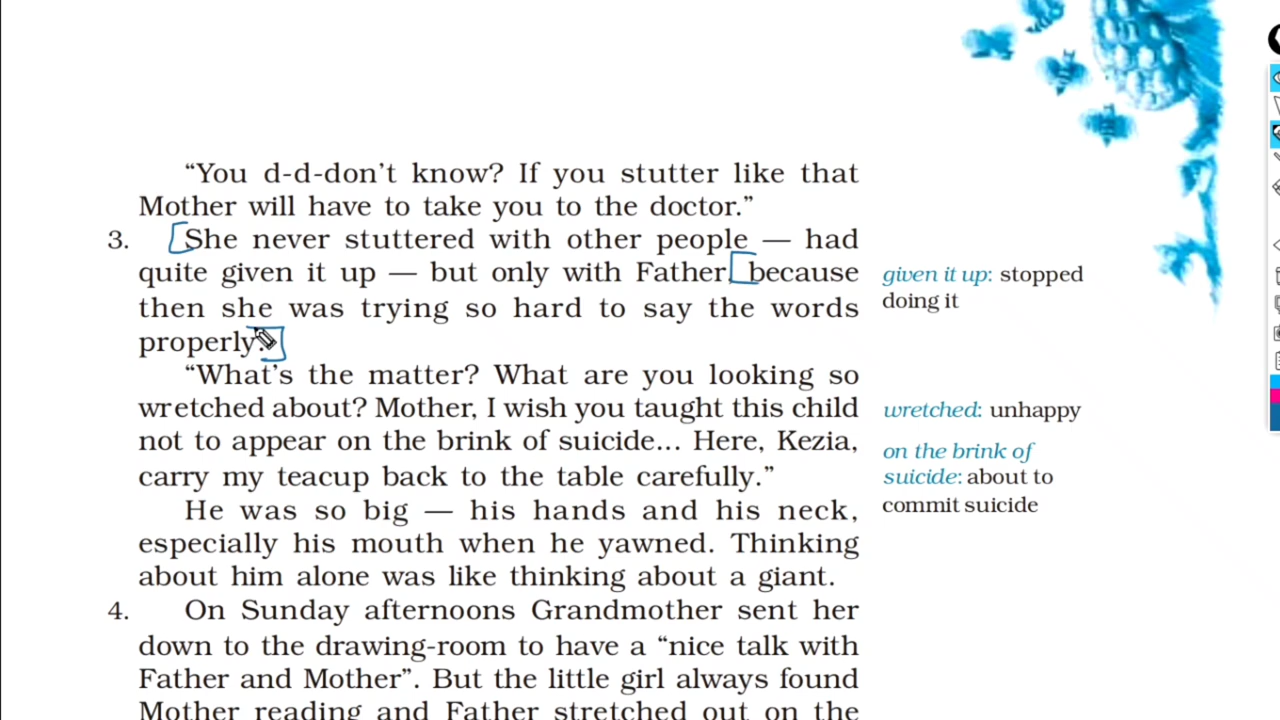 “You d-d-don’t know? If you stutter like that
Mother will have to take you to the doctor.”
3. She never stuttered with other people — had
quite given it up — but only with Father, because
then she was trying so hard to say the words
properly.
given it up: stopped
doing it
“What’s the matter? What are you looking so
wretched about? Mother, I wish you taught this child
not to appear on the brink of suicide... Here, Kezia,
carry my teacup back to the table carefully.”
wretched: unhappy
on the brink of
suicide: about to
commit suicide
He was so big — his hands and his neck,
especially his mouth when he yawned. Thinking
about him alone was like thinking about a giant.
4. On Sunday afternoons Grandmother sent her
down to the drawing-room to have a “nice talk with
Father and Mother”. But the little girl always found
Mother reading and Father stretched out on the